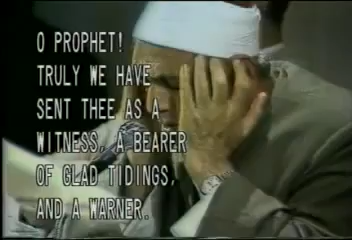 O PROPHET!
TRULY WE HAVE
SENT THEE AS A
WITNESS, A BEARER
OF GLAD TIDINGS,
AND A WARNER.